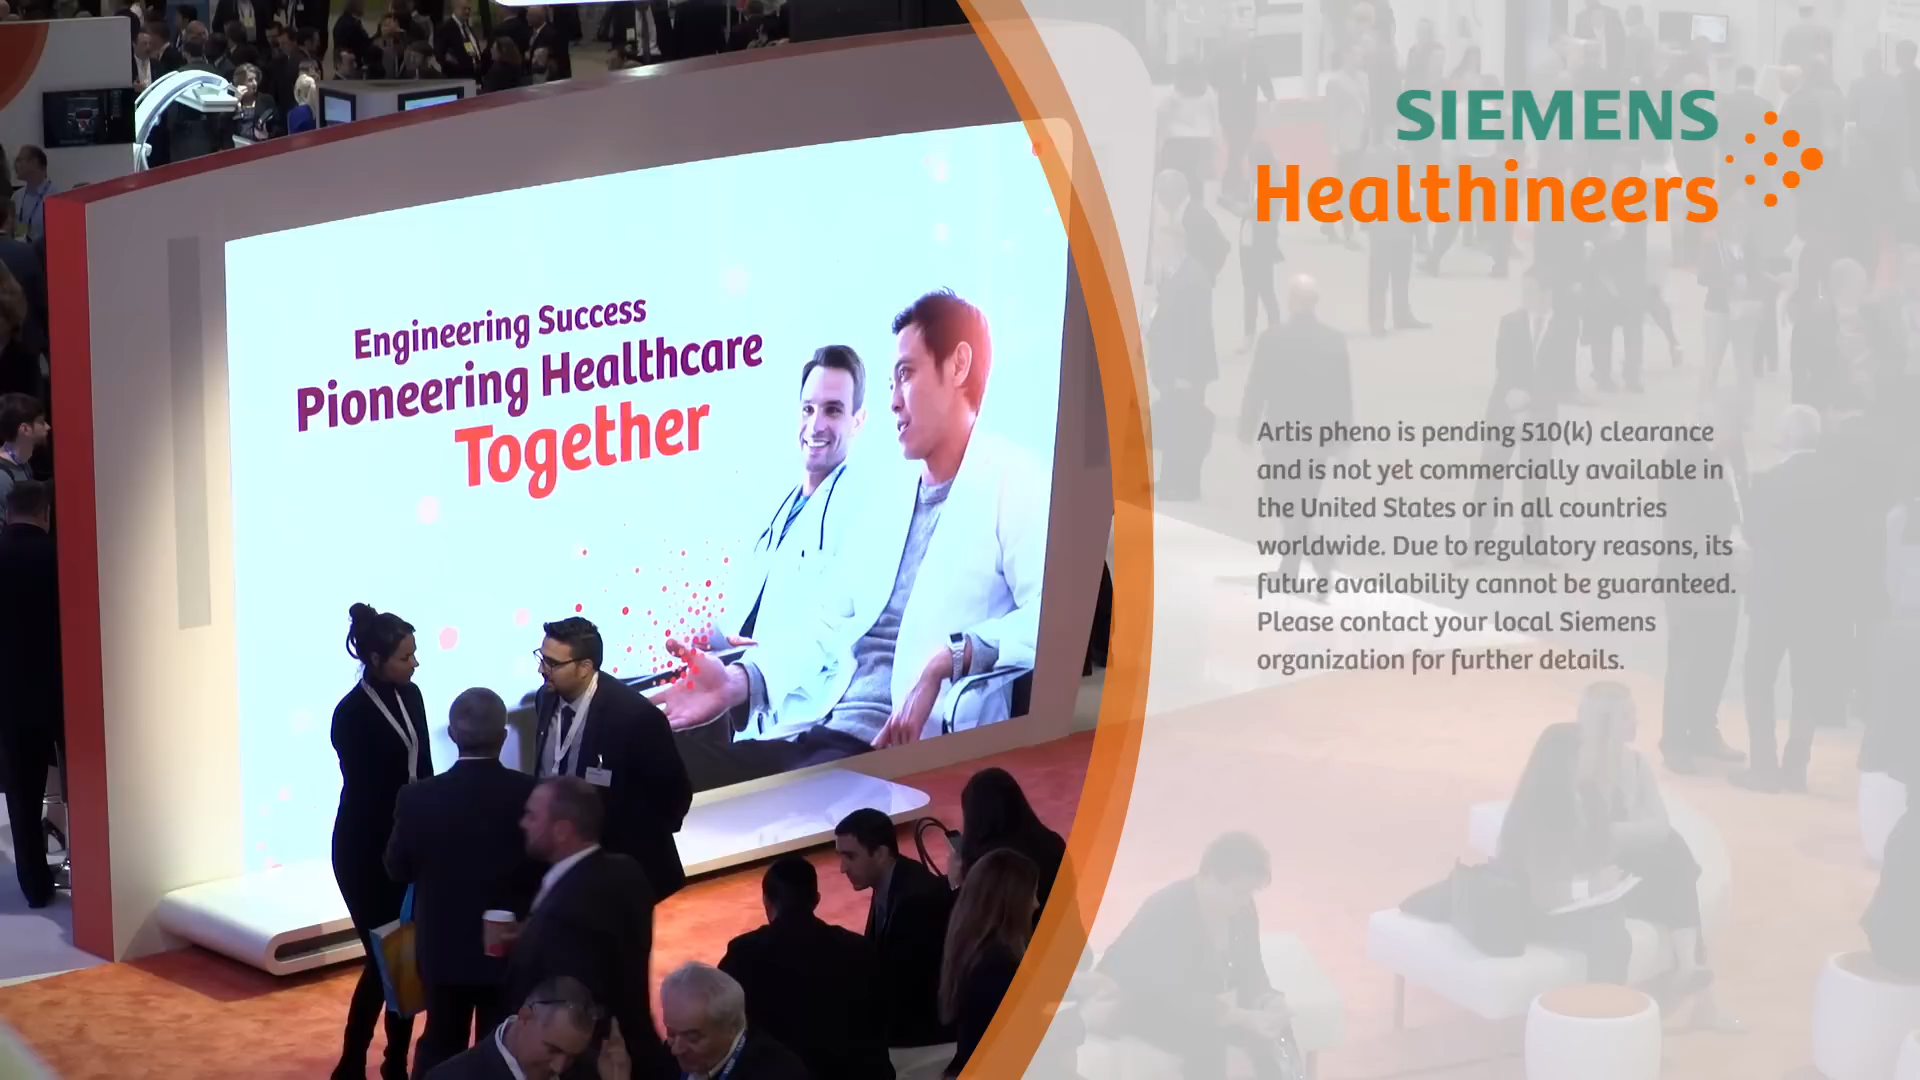 Engineering Success
Pioneering Healthcare
Together
SIEMENS
Healthineers
Artis pheno is pending 510(k) clearance
and is not yet commercially available in
the United States or in all countries
worldwide. Due to regulatory reasons, its
future availability cannot be guaranteed.
Please contact your local Siemens
organization for further details.